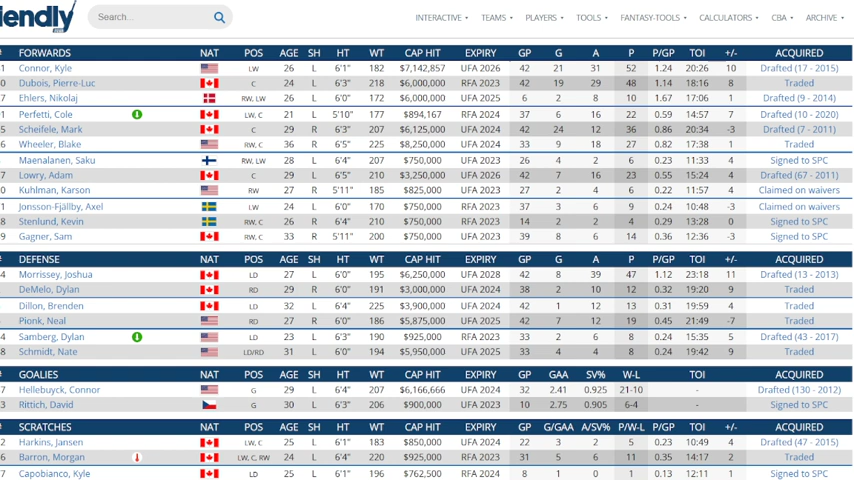 iendly
Search...
INTERACTIVE TEAMS PLAYERS TOOLS FANTASY-TOOLS CALCULATORS CBA ARCHIVE
# FORWARDS NAT POS AGE SH HT WT CAP HIT EXPIRY GP G A P P/GP TOI +/- ACQUIRED
1 Connor, Kyle LW 26 L 6'1" 182 $7,142,857 UFA 2026 42 21 31 52 1.24 20:26 10 Drafted (17 - 2015)
0 Dubois, Pierre-Luc C 24 L 6'3" 218 $6,000,000 RFA 2023 42 19 29 48 1.14 18:16 8 Traded
7 Ehlers, Nikolaj RW, LW 26 L 6'0" 172 $6,000,000 UFA 2025 6 2 8 10 1.67 17:06 1 Drafted (9 - 2014)
1 Perfetti, Cole LW, C 21 L 5'10" 177 $894,167 RFA 2024 37 6 16 22 0.59 14:57 7 Drafted (10 - 2020)
5 Scheifele, Mark C 29 R 6'3" 207 $6,125,000 UFA 2024 42 24 12 36 0.86 20:34 -3 Drafted (7 - 2011)
6 Wheeler, Blake RW, C 36 R 6'5" 225 $8,250,000 UFA 2024 33 9 18 27 0.82 17:38 1 Traded
Maenalanen, Saku RW, LW 28 L 6'4" 207 $750,000 UFA 2023 26 4 2 6 0.23 11:33 4 Signed to SPC
7 Lowry, Adam C 29 L 6'5" 210 $3,250,000 UFA 2026 42 7 16 23 0.55 15:24 4 Drafted (67 - 2011)
0 Kuhlman, Karson RW 27 R 5'11" 185 $825,000 UFA 2023 27 2 4 6 0.22 11:57 4 Claimed on waivers
1 Jonsson-Fjällby, Axel LW 24 L 6'0" 170 $750,000 RFA 2023 37 3 6 9 0.24 10:48 -3 Claimed on waivers
8 Stenlund, Kevin RW, C 26 R 6'4" 210 $750,000 RFA 2023 14 2 2 4 0.29 13:28 0 Signed to SPC
9 Gagner, Sam RW, C 33 R 5'11" 200 $750,000 UFA 2023 39 8 6 14 0.36 12:36 -3 Signed to SPC
# DEFENSE NAT POS AGE SH HT WT CAP HIT EXPIRY GP G A P P/GP TOI +/- ACQUIRED
4 Morrissey, Joshua LD 27 L 6'0" 195 $6,250,000 UFA 2028 42 8 39 47 1.12 23:18 11 Drafted (13 - 2013)
DeMelo, Dylan RD 29 R 6'0" 191 $3,000,000 UFA 2024 38 2 10 12 0.32 19:20 9 Traded
Dillon, Brenden LD 32 L 6'4" 225 $3,900,000 UFA 2024 42 1 12 13 0.31 19:59 4 Traded
Pionk, Neal RD 27 R 6'0" 186 $5,875,000 UFA 2025 42 7 12 19 0.45 21:49 -7 Traded
4 Samberg, Dylan LD 23 L 6'3" 190 $925,000 RFA 2023 33 2 6 8 0.24 15:35 5 Drafted (43 - 2017)
8 Schmidt, Nate LD/RD 31 L 6'0" 194 $5,950,000 UFA 2025 33 4 4 8 0.24 19:42 9 Traded
# GOALIES NAT POS AGE SH HT WT CAP HIT EXPIRY GP GAA SV% W-L TOI ACQUIRED
7 Hellebuyck, Connor G 29 L 6'4" 207 $6,166,666 UFA 2024 32 2.41 0.925 21-10 - Drafted (130 - 2012)
3 Rittich, David G 30 L 6'3" 206 $900,000 UFA 2023 10 2.75 0.905 6-4 - Signed to SPC
# SCRATCHES NAT POS AGE SH HT WT CAP HIT EXPIRY GP G/GAA A/SV% P/W-L P/GP TOI +/- ACQUIRED
2 Harkins, Jansen LW, C 25 L 6'1" 183 $850,000 UFA 2024 22 3 2 5 0.23 10:49 4 Drafted (47 - 2015)
6 Barron, Morgan LW, C, RW 24 L 6'4" 220 $925,000 RFA 2023 31 5 6 11 0.35 14:17 2 Traded
7 Capobianco, Kyle LD 25 L 6'1" 196 $762,500 RFA 2024 8 1 0 1 0.13 12:11 1 Signed to SPC